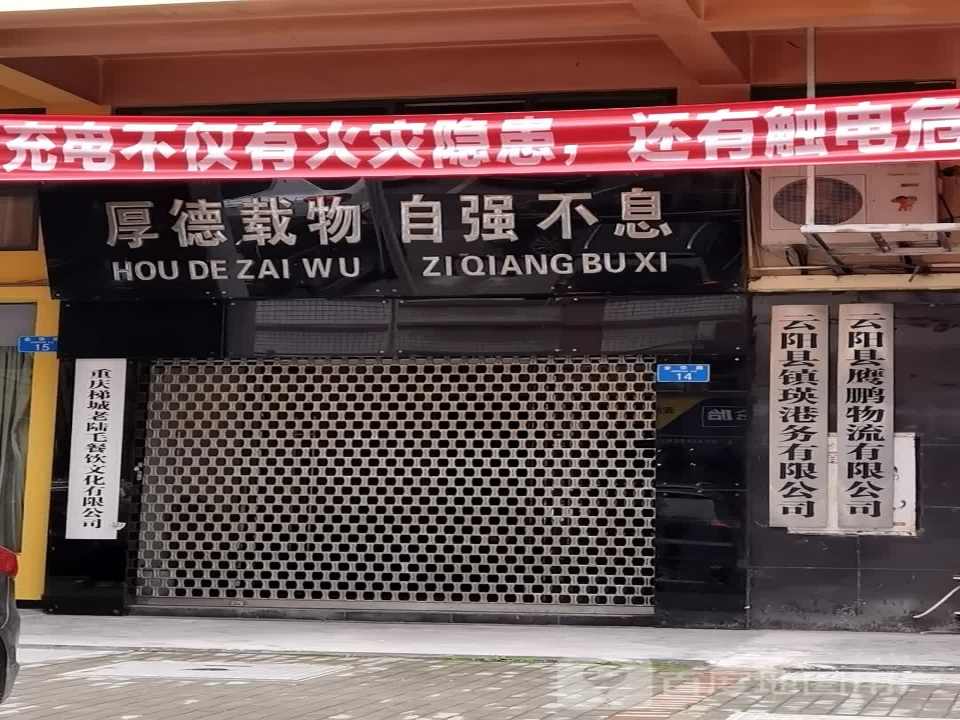 充电不仅有火灾隐患，还有触电危
厚德载物 自强不息
HOU DE ZAI WU ZI QIANG BU XI
15
14
重庆梯城老陆毛餐饮文化有限公司
云阳县镇瑛港务有限公司
云阳县鹰鹏物流有限公司